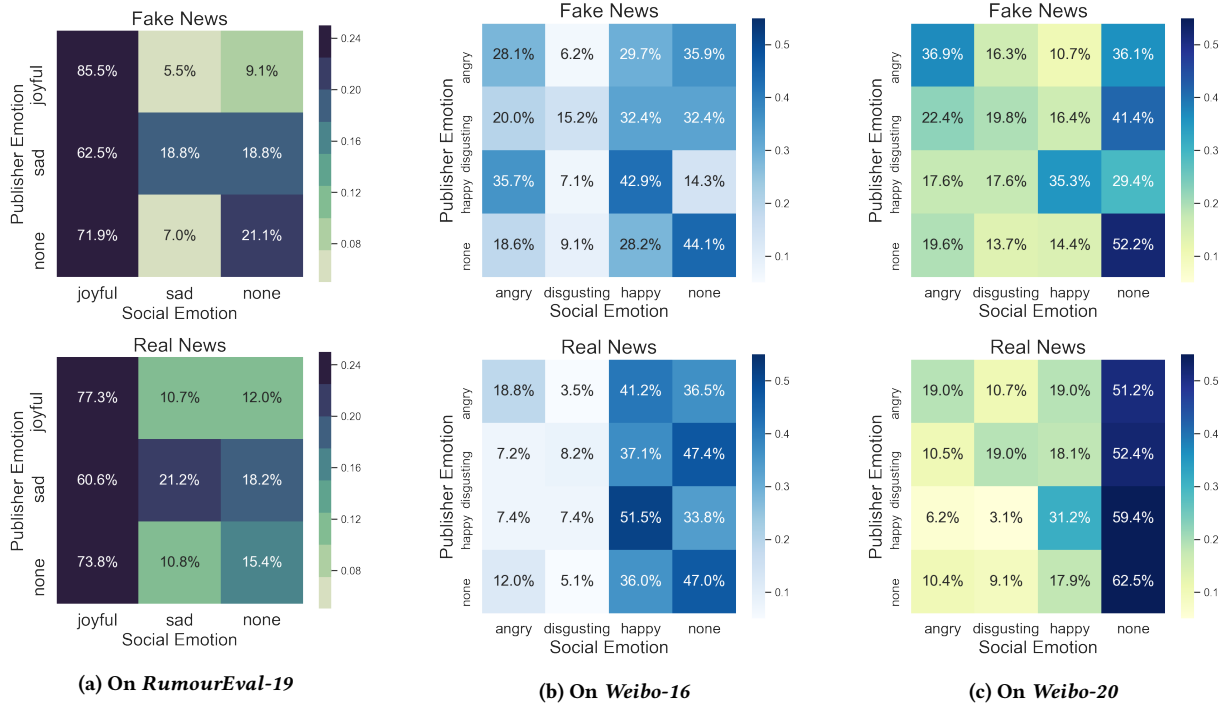 Fake News
joyful 85.5% 5.5% 9.1%
sad 62.5% 18.8% 18.8%
none 71.9% 7.0% 21.1%
joyful sad none
Social Emotion
Publisher Emotion
0.24
0.20
0.16
0.12
0.08
Real News
joyful 77.3% 10.7% 12.0%
sad 60.6% 21.2% 18.2%
none 73.8% 10.8% 15.4%
joyful sad none
Social Emotion
Publisher Emotion
0.24
0.20
0.16
0.12
0.08
(a) On RumourEval-19
Fake News
angry 28.1% 6.2% 29.7% 35.9%
disgusting 20.0% 15.2% 32.4% 32.4%
happy 35.7% 7.1% 42.9% 14.3%
none 18.6% 9.1% 28.2% 44.1%
angry disgusting happy none
Social Emotion
Publisher Emotion
0.5
0.4
0.3
0.2
0.1
Real News
angry 18.8% 3.5% 41.2% 36.5%
disgusting 7.2% 8.2% 37.1% 47.4%
happy 7.4% 7.4% 51.5% 33.8%
none 12.0% 5.1% 36.0% 47.0%
angry disgusting happy none
Social Emotion
Publisher Emotion
0.5
0.4
0.3
0.2
0.1
(b) On Weibo-16
Fake News
angry 36.9% 16.3% 10.7% 36.1%
disgusting 22.4% 19.8% 16.4% 41.4%
happy 17.6% 17.6% 35.3% 29.4%
none 19.6% 13.7% 14.4% 52.2%
angry disgusting happy none
Social Emotion
Publisher Emotion
0.5
0.4
0.3
0.2
0.1
Real News
angry 19.0% 10.7% 19.0% 51.2%
disgusting 10.5% 19.0% 18.1% 52.4%
happy 6.2% 3.1% 31.2% 59.4%
none 10.4% 9.1% 17.9% 62.5%
angry disgusting happy none
Social Emotion
Publisher Emotion
0.5
0.4
0.3
0.2
0.1
(c) On Weibo-20